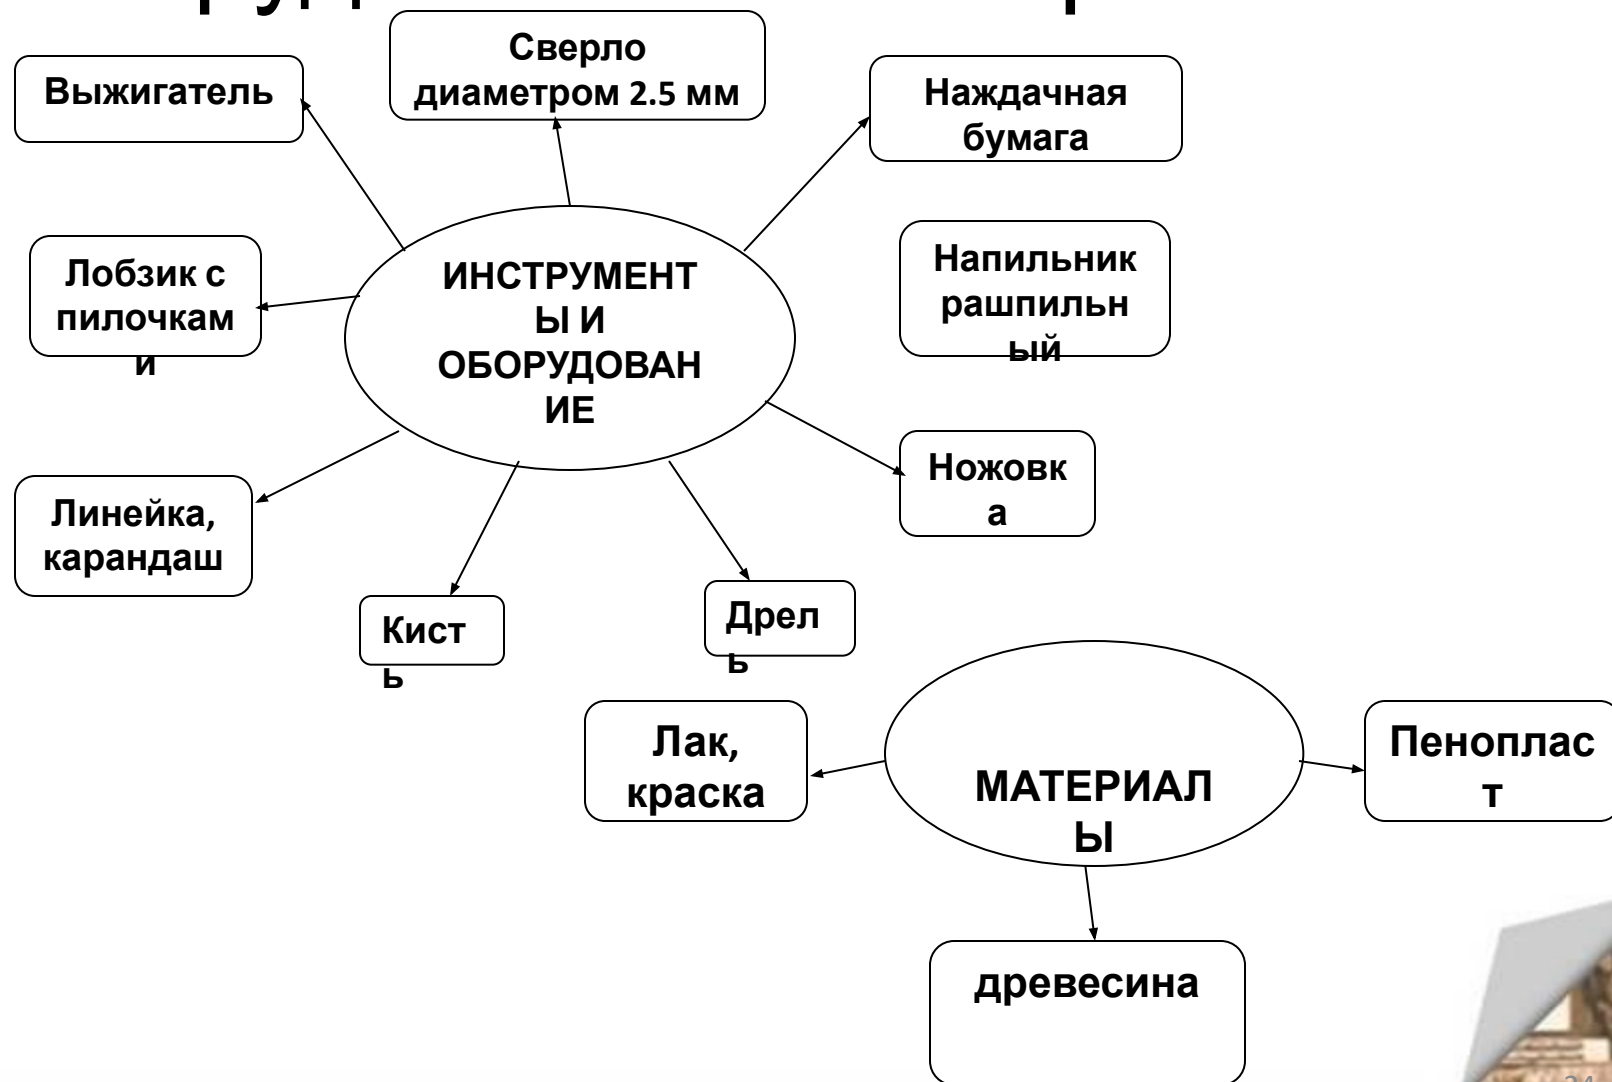 Сверло
диаметром 2.5 мм
Выжигатель
Наждачная
бумага
Лобзик с
пилочкам
и
ИНСТРУМЕНТ
Ы И
ОБОРУДОВАН
ИЕ
Напильник
рашпильн
ый
Линейка,
карандаш
Ножовк
а
Кист
ь
Дрел
ь
Лак,
краска
МАТЕРИАЛ
Ы
Пеноплас
т
древесина